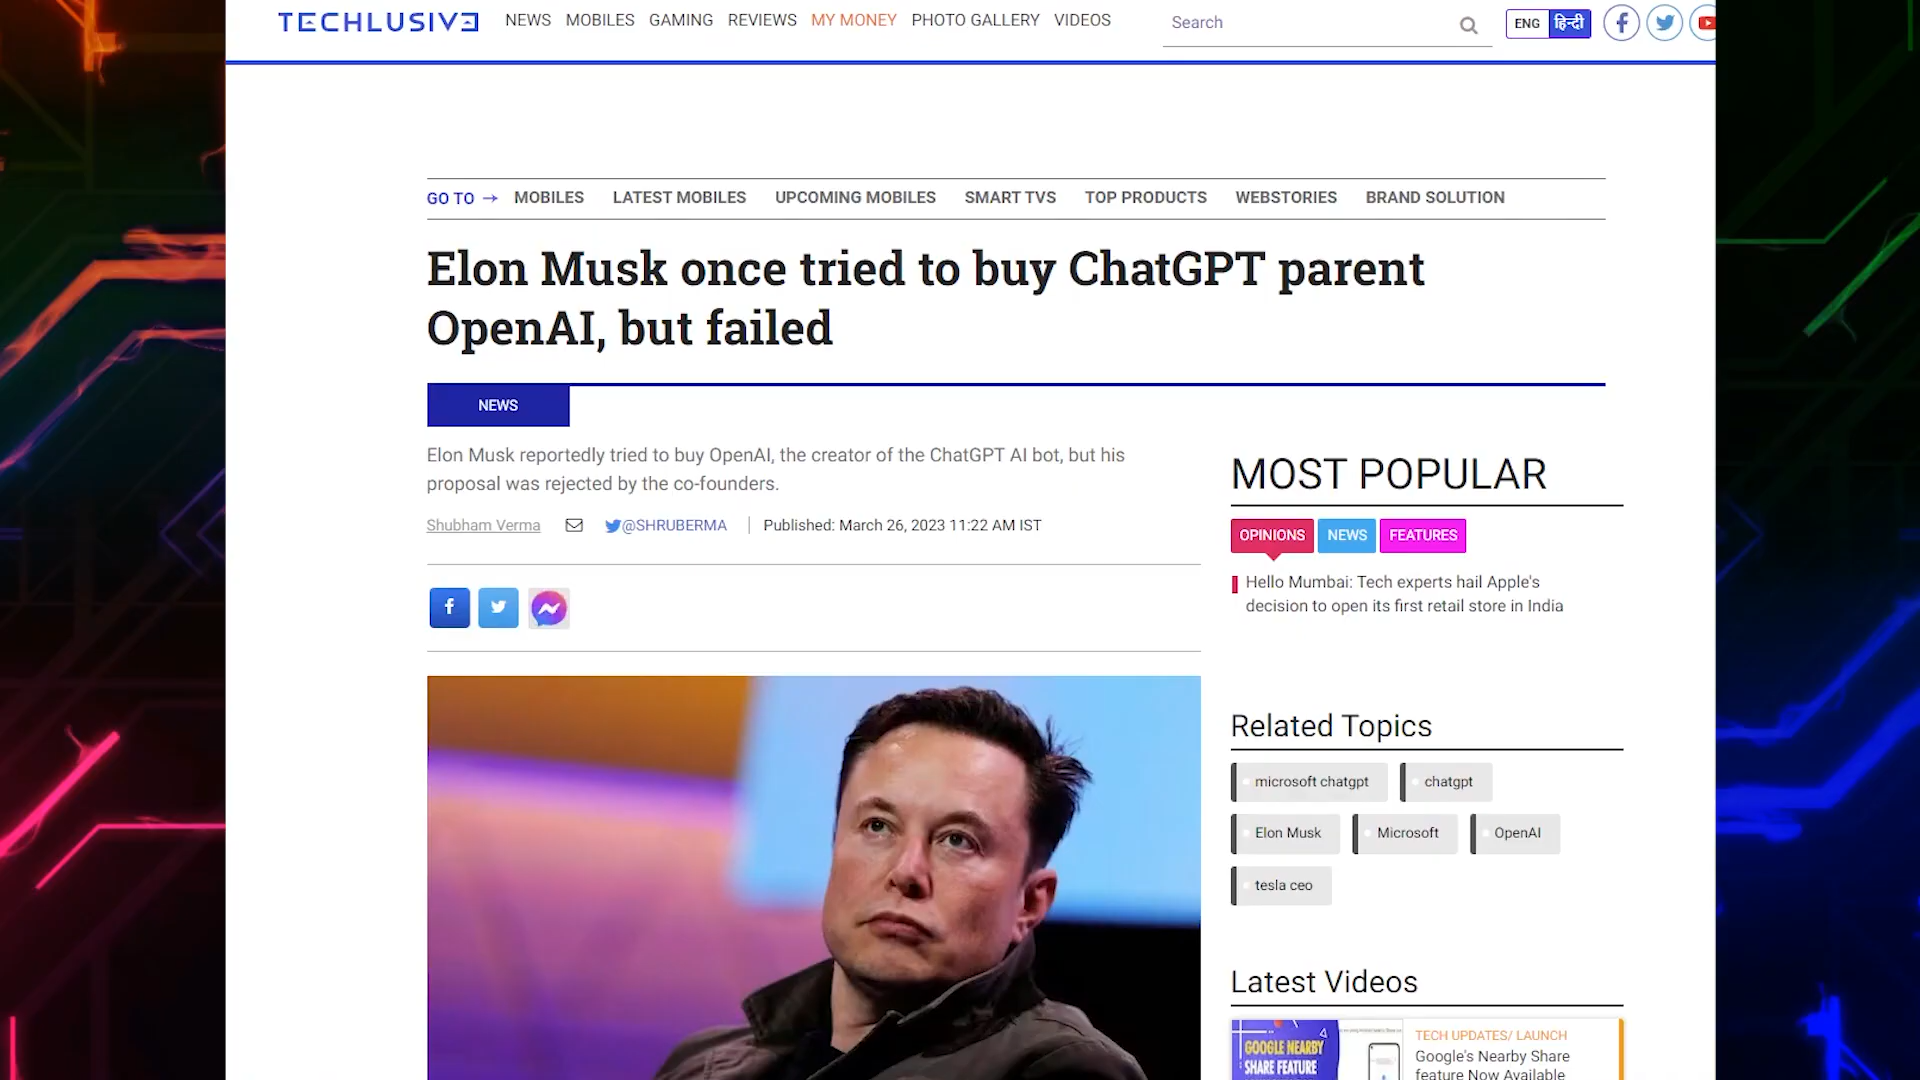 TECHLUSIVE NEWS MOBILES GAMING REVIEWS MY MONEY PHOTO GALLERY VIDEOS Search ENG हिन्दी
GO TO → MOBILES LATEST MOBILES UPCOMING MOBILES SMART TVS TOP PRODUCTS WEBSTORIES BRAND SOLUTION
Elon Musk once tried to buy ChatGPT parent
OpenAI, but failed
NEWS
Elon Musk reportedly tried to buy OpenAI, the creator of the ChatGPT AI bot, but his
proposal was rejected by the co-founders.
Shubham Verma @SHRUBERMA Published: March 26, 2023 11:22 AM IST
MOST POPULAR
OPINIONS NEWS FEATURES
Hello Mumbai: Tech experts hail Apple's
decision to open its first retail store in India
Related Topics
microsoft chatgpt chatgpt
Elon Musk Microsoft OpenAI
tesla ceo
Latest Videos
GOOGLE NEARBY
SHARE FEATURE
TECH UPDATES/ LAUNCH
Google's Nearby Share
feature Now Available